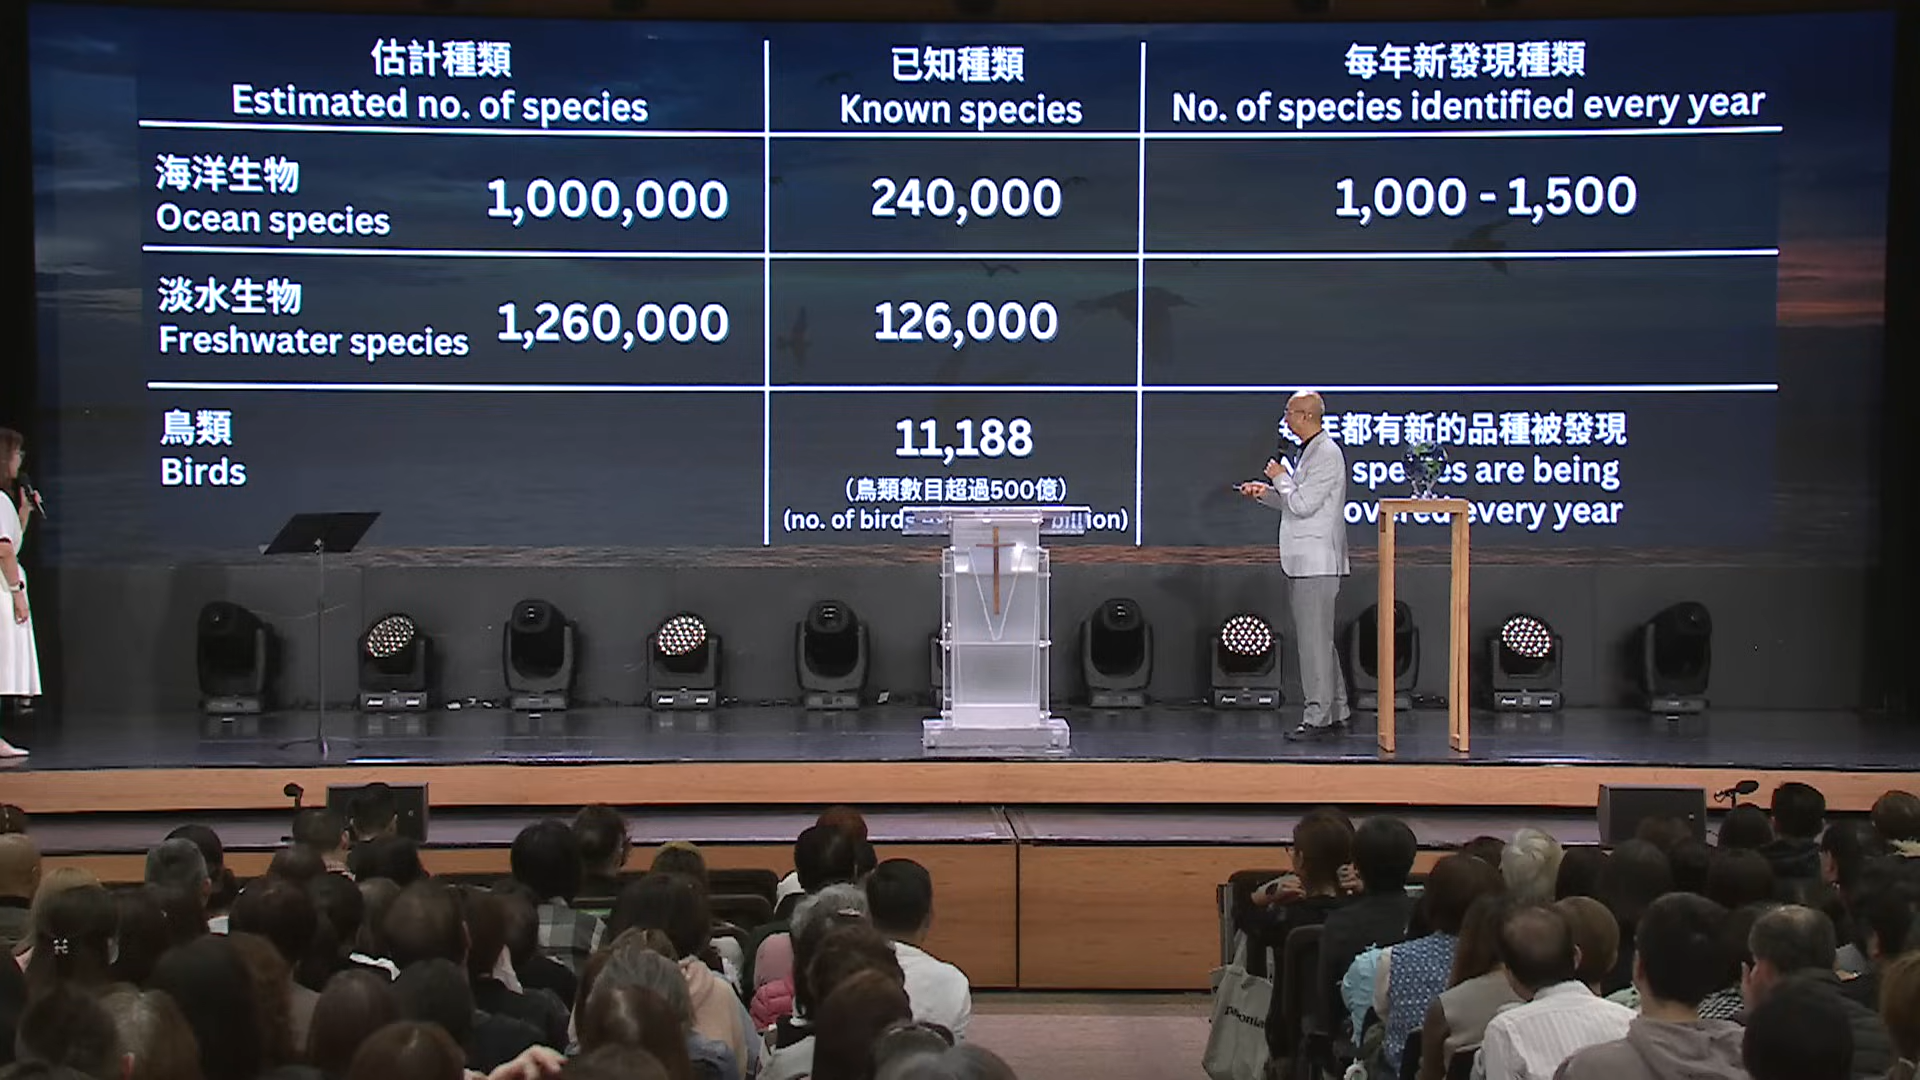 估計種類
Estimated no. of species
已知種類
Known species
每年新發現種類
No. of species identified every year
海洋生物
Ocean species
1,000,000
240,000
1,000 - 1,500
淡水生物
Freshwater species
1,260,000
126,000
鳥類
Birds
11,188
（鳥類數目超過500億）
(no. of birds billion)
年都有新的品種被發現
species are being
every year